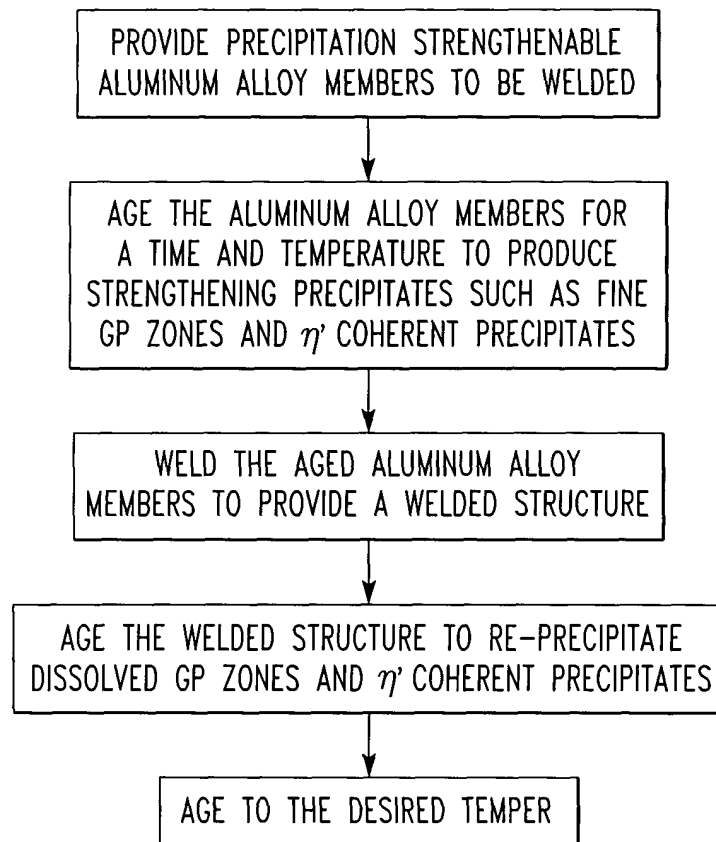 PROVIDE PRECIPITATION STRENGTHENABLE
ALUMINUM ALLOY MEMBERS TO BE WELDED
AGE THE ALUMINUM ALLOY MEMBERS FOR
A TIME AND TEMPERATURE TO PRODUCE
STRENGTHENING PRECIPITATES SUCH AS FINE
GP ZONES AND η' COHERENT PRECIPITATES
WELD THE AGED ALUMINUM ALLOY
MEMBERS TO PROVIDE A WELDED STRUCTURE
AGE THE WELDED STRUCTURE TO RE-PRECIPITATE
DISSOLVED GP ZONES AND η' COHERENT PRECIPITATES
AGE TO THE DESIRED TEMPER